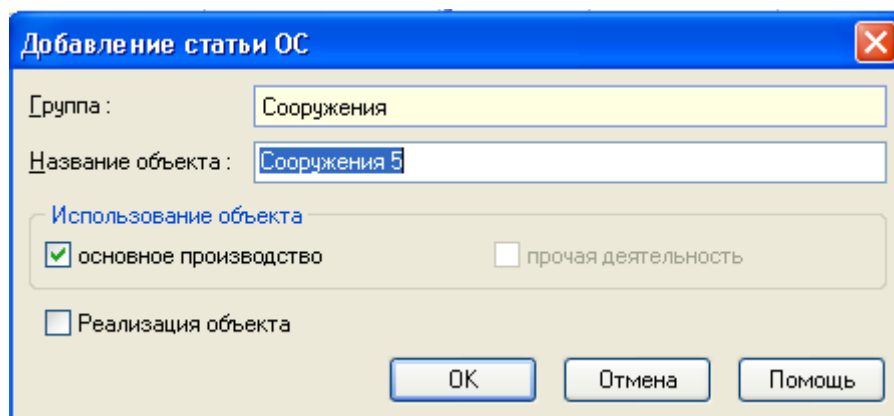 Добавление статьи ОС
Группа : Сооружения
Название объекта : Сооружения 5
Использование объекта
основное производство прочая деятельность
Реализация объекта
ОК Отмена Помощь